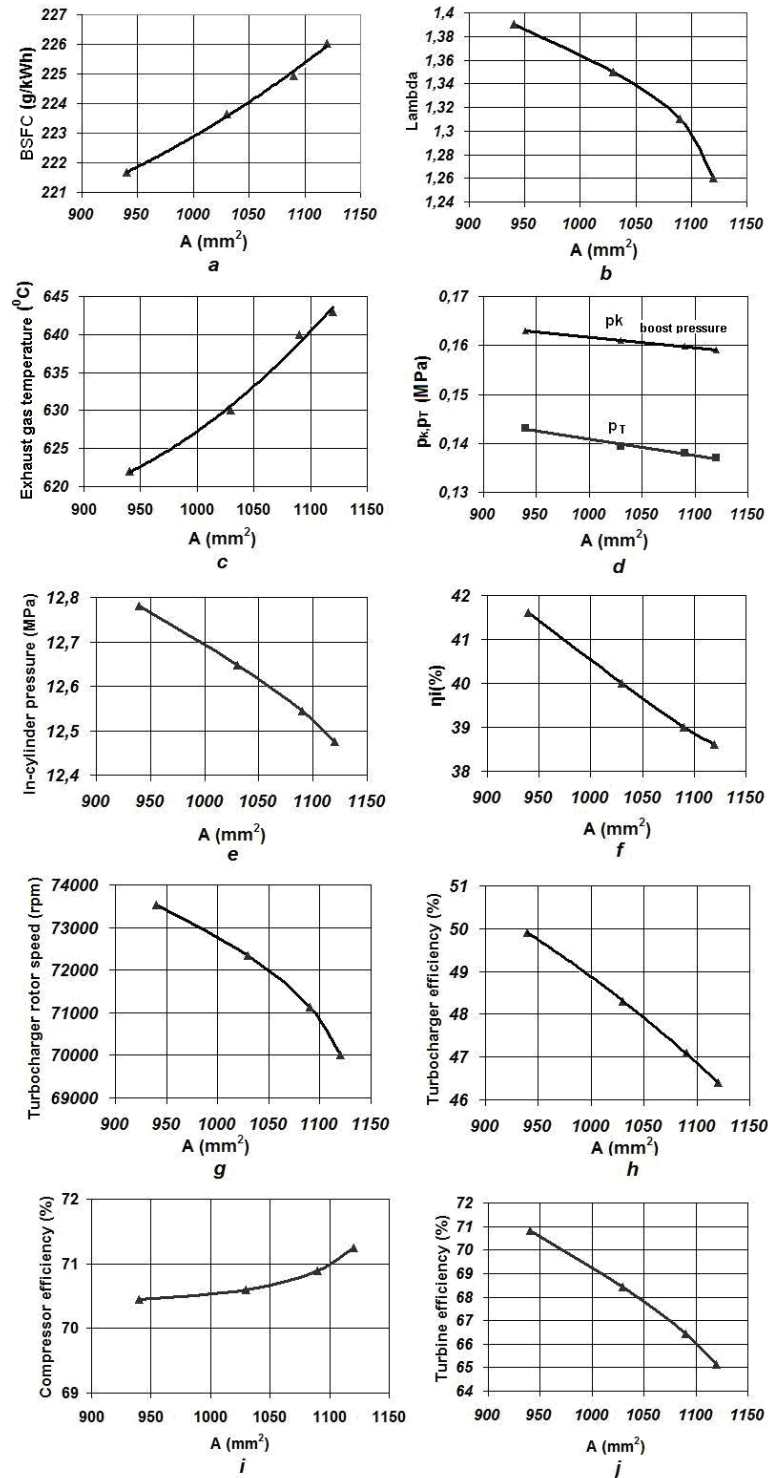 227
226
225
224
223
222
221
BSFC (g/kWh)
900 950 1000 1050 1100 1150
A (mm²)
a
1,4
1,38
1,36
1,34
1,32
1,3
1,28
1,26
1,24
Lambda
900 950 1000 1050 1100 1150
A (mm²)
b
645
640
635
630
625
620
Exhaust gas temperature (⁰C)
900 950 1000 1050 1100 1150
A (mm²)
c
0,17
0,16
0,15
0,14
0,13
pk,pT (MPa)
pk boost pressure
pT
900 950 1000 1050 1100 1150
A (mm²)
d
12,8
12,7
12,6
12,5
12,4
In-cylinder pressure (MPa)
900 950 1000 1050 1100 1150
A (mm²)
e
42
41
40
39
38
ηi(%)
900 950 1000 1050 1100 1150
A (mm²)
f
74000
73000
72000
71000
70000
69000
Turbocharger rotor speed (rpm)
900 950 1000 1050 1100 1150
A (mm²)
g
51
50
49
48
47
46
Turbocharger efficiency (%)
900 950 1000 1050 1100 1150
A (mm²)
h
72
71
70
69
Compressor efficiency (%)
900 950 1000 1050 1100 1150
A (mm²)
i
72
71
70
69
68
67
66
65
64
Turbine efficiency (%)
900 950 1000 1050 1100 1150
A (mm²)
j